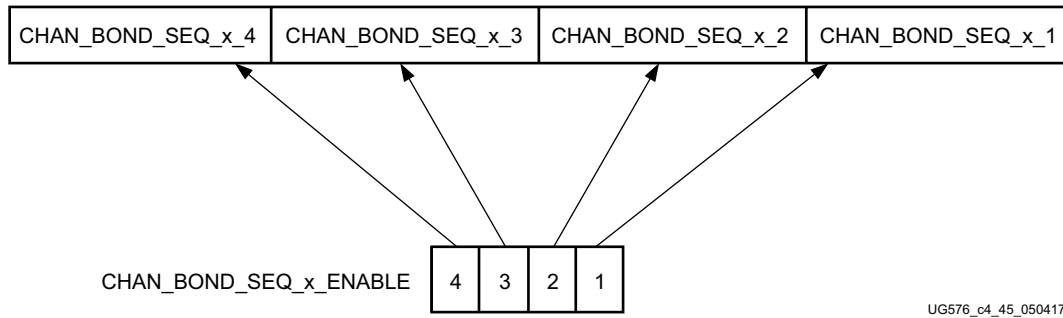 CHAN_BOND_SEQ_x_4 CHAN_BOND_SEQ_x_3 CHAN_BOND_SEQ_x_2 CHAN_BOND_SEQ_x_1
CHAN_BOND_SEQ_x_ENABLE 4 3 2 1
UG576_c4_45_050417